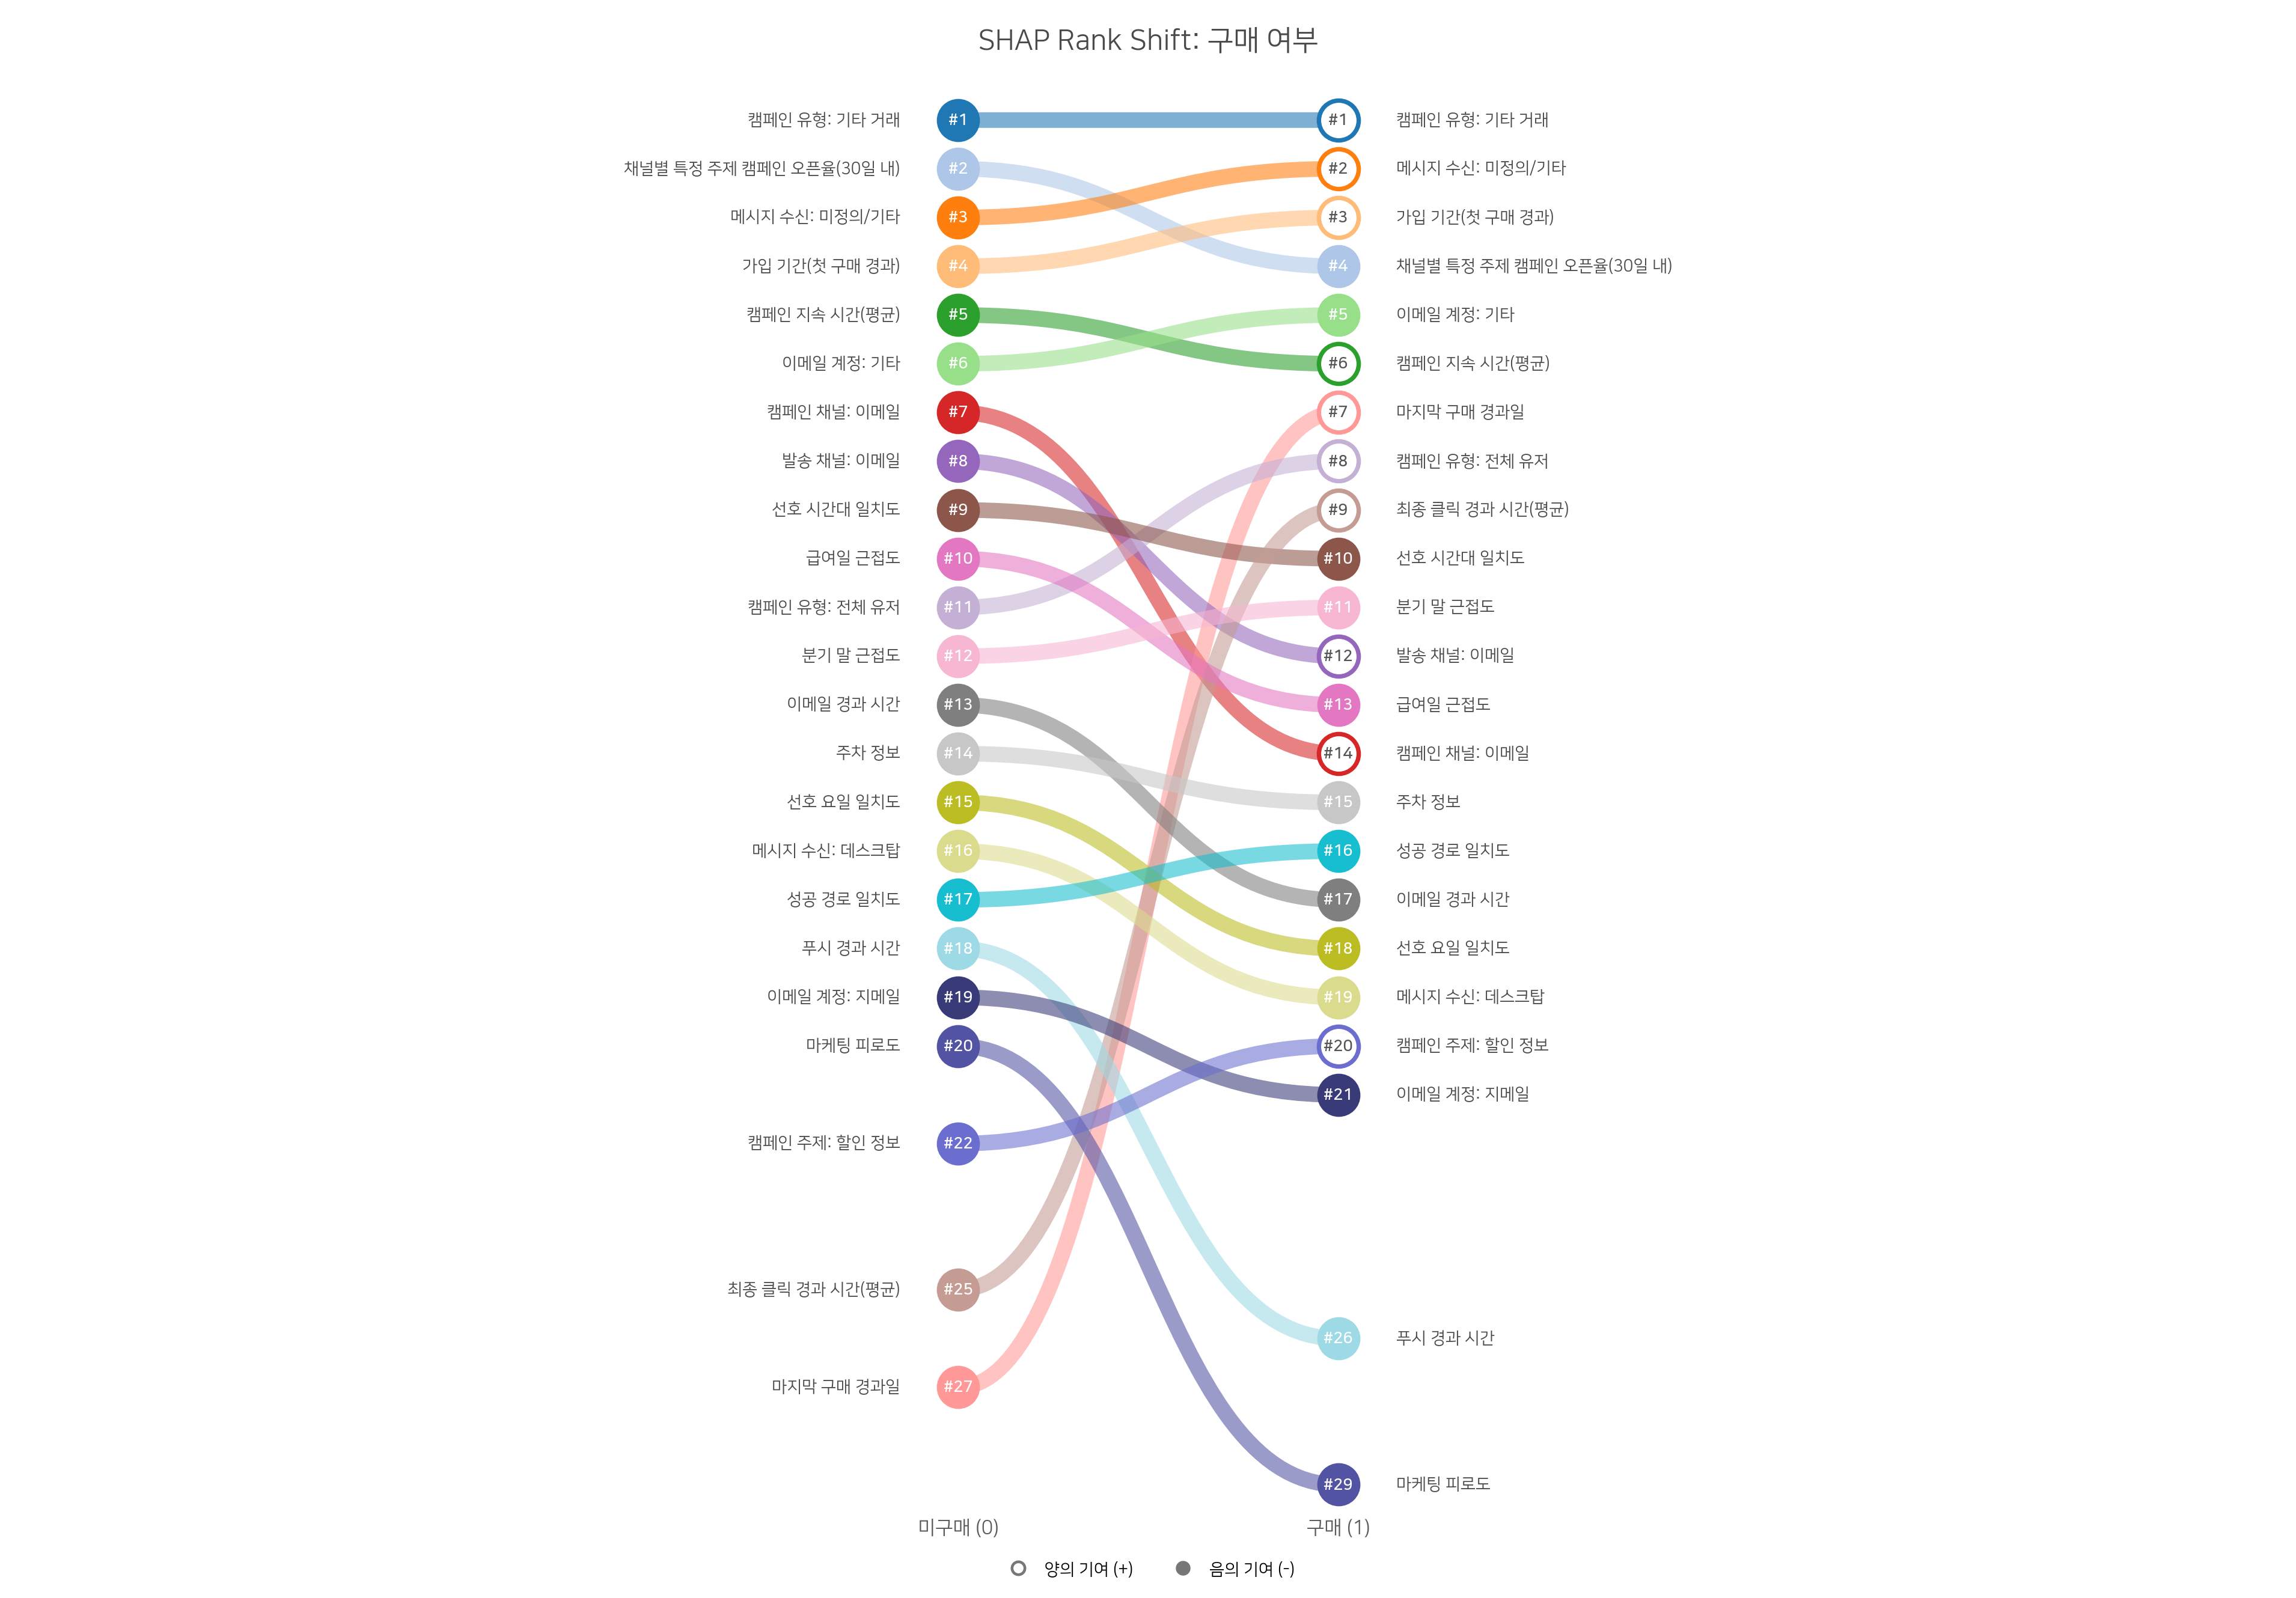 SHAP Rank Shift: 구매 여부
캠페인 유형: 기타 거래 #1 #1 캠페인 유형: 기타 거래
채널별 특정 주제 캠페인 오픈율(30일 내) #2 #2 메시지 수신: 미정의/기타
메시지 수신: 미정의/기타 #3 #3 가입 기간(첫 구매 경과)
가입 기간(첫 구매 경과) #4 #4 채널별 특정 주제 캠페인 오픈율(30일 내)
캠페인 지속 시간(평균) #5 #5 이메일 계정: 기타
이메일 계정: 기타 #6 #6 캠페인 지속 시간(평균)
캠페인 채널: 이메일 #7 #7 마지막 구매 경과일
발송 채널: 이메일 #8 #8 캠페인 유형: 전체 유저
선호 시간대 일치도 #9 #9 최종 클릭 경과 시간(평균)
급여일 근접도 #10 #10 선호 시간대 일치도
캠페인 유형: 전체 유저 #11 #11 분기 말 근접도
분기 말 근접도 #12 #12 발송 채널: 이메일
이메일 경과 시간 #13 #13 급여일 근접도
주차 정보 #14 #14 캠페인 채널: 이메일
선호 요일 일치도 #15 #15 주차 정보
메시지 수신: 데스크탑 #16 #16 성공 경로 일치도
성공 경로 일치도 #17 #17 이메일 경과 시간
푸시 경과 시간 #18 #18 선호 요일 일치도
이메일 계정: 지메일 #19 #19 메시지 수신: 데스크탑
마케팅 피로도 #20 #20 캠페인 주제: 할인 정보
#21 이메일 계정: 지메일
캠페인 주제: 할인 정보 #22
최종 클릭 경과 시간(평균) #25
#26 푸시 경과 시간
마지막 구매 경과일 #27
#29 마케팅 피로도
미구매 (0) 구매 (1)
양의 기여 (+) 음의 기여 (-)